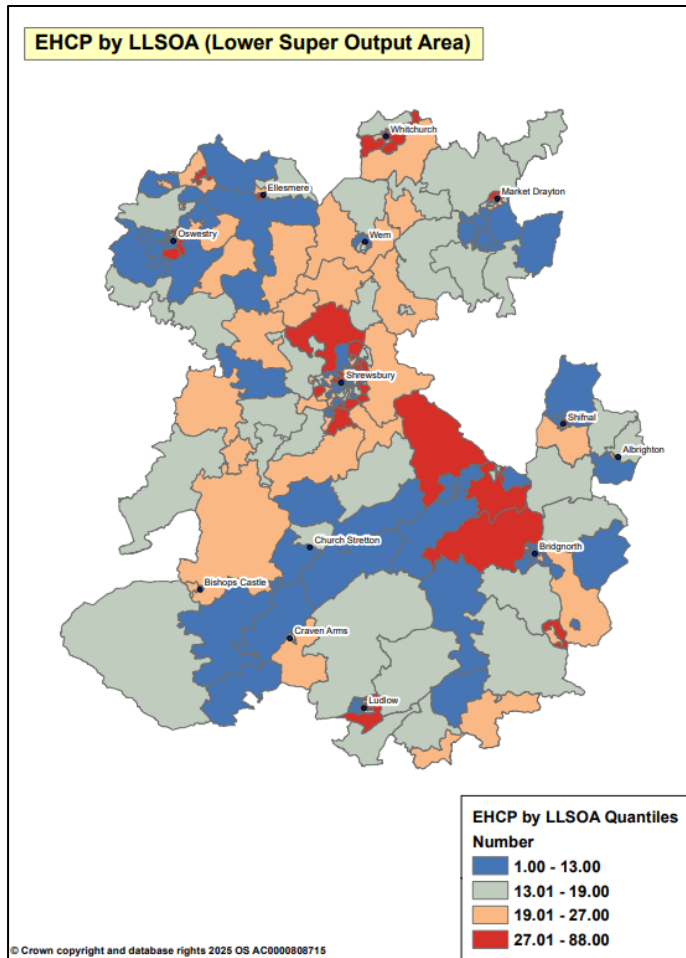 EHCP by LLSOA (Lower Super Output Area)
Whitchurch
Market Drayton
Ellesmere
Oswestry
Wem
Shrewsbury
Shifnal
Albrighton
Church Stretton
Bridgnorth
Bishops Castle
Craven Arms
Ludlow
EHCP by LLSOA Quantiles
Number
1.00 - 13.00
13.01 - 19.00
19.01 - 27.00
27.01 - 88.00
© Crown copyright and database rights 2025 OS AC0000808715